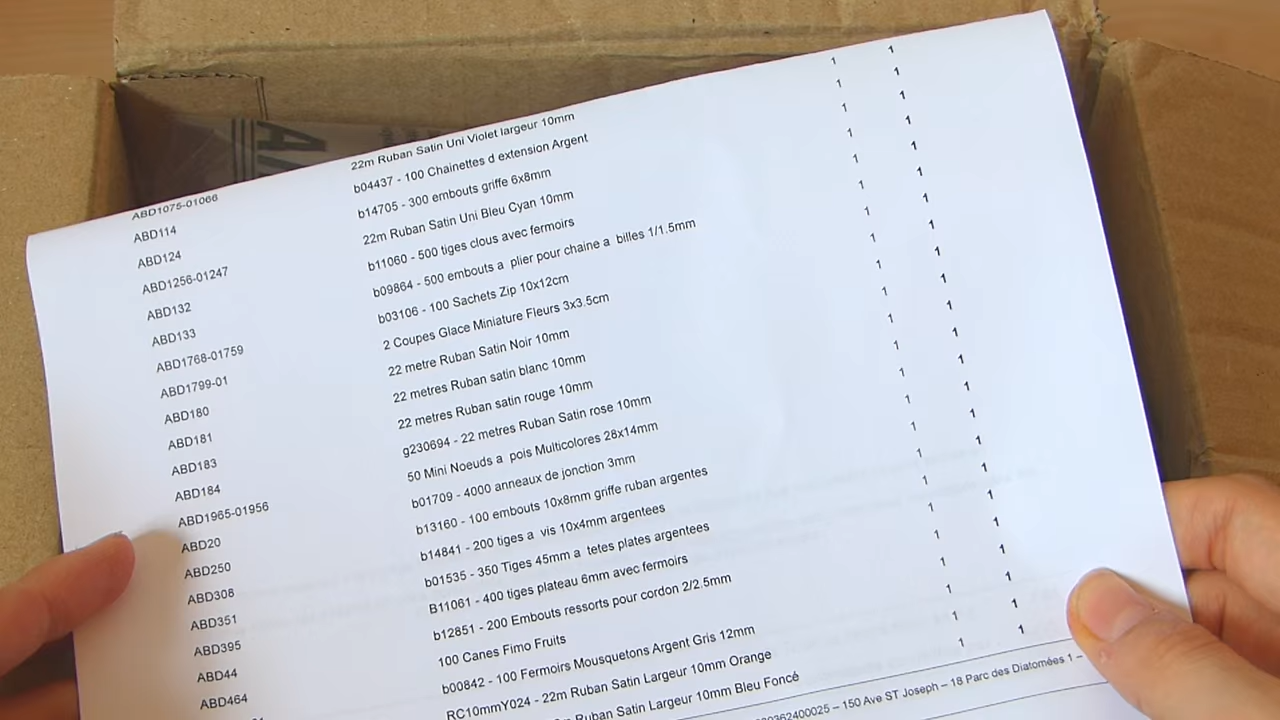 ABD1075-01066 22m Ruban Satin Uni Violet largeur 10mm 1 1
ABD114 b04437 - 100 Chainettes d extension Argent 1 1
ABD124 b14705 - 300 embouts griffe 6x8mm 1 1
ABD1256-01247 22m Ruban Satin Uni Bleu Cyan 10mm 1 1
ABD132 b11060 - 500 tiges clous avec fermoirs 1 1
ABD133 b09864 - 500 embouts a plier pour chaine a billes 1/1.5mm 1 1
ABD1768-01759 b03106 - 100 Sachets Zip 10x12cm 1 1
ABD1799-01 2 Coupes Glace Miniature Fleurs 3x3.5cm 1 1
ABD180 22 metre Ruban Satin Noir 10mm 1 1
ABD181 22 metres Ruban satin blanc 10mm 1 1
ABD183 22 metres Ruban satin rouge 10mm 1 1
ABD184 g230694 - 22 metres Ruban Satin rose 10mm 1 1
ABD1965-01956 50 Mini Noeuds a pois Multicolores 28x14mm 1 1
ABD20 b01709 - 4000 anneaux de jonction 3mm 1 1
ABD250 b13160 - 100 embouts 10x8mm griffe ruban argentes 1 1
ABD308 b14841 - 200 tiges a vis 10x4mm argentees 1 1
ABD351 b01535 - 350 Tiges 45mm a tetes plates argentees 1 1
ABD395 B11061 - 400 tiges plateau 6mm avec fermoirs 1 1
ABD44 b12851 - 200 Embouts ressorts pour cordon 2/2.5mm 1 1
ABD464 100 Canes Fimo Fruits 1 1
b00842 - 100 Fermoirs Mousquetons Argent Gris 12mm 1 1
RC10mmY024 - 22m Ruban Satin Largeur 10mm Orange 1 1
Ruban Satin Largeur 10mm Bleu Foncé 1 1
– 150 Ave ST Joseph – 18 Parc des Diatomées 1 –